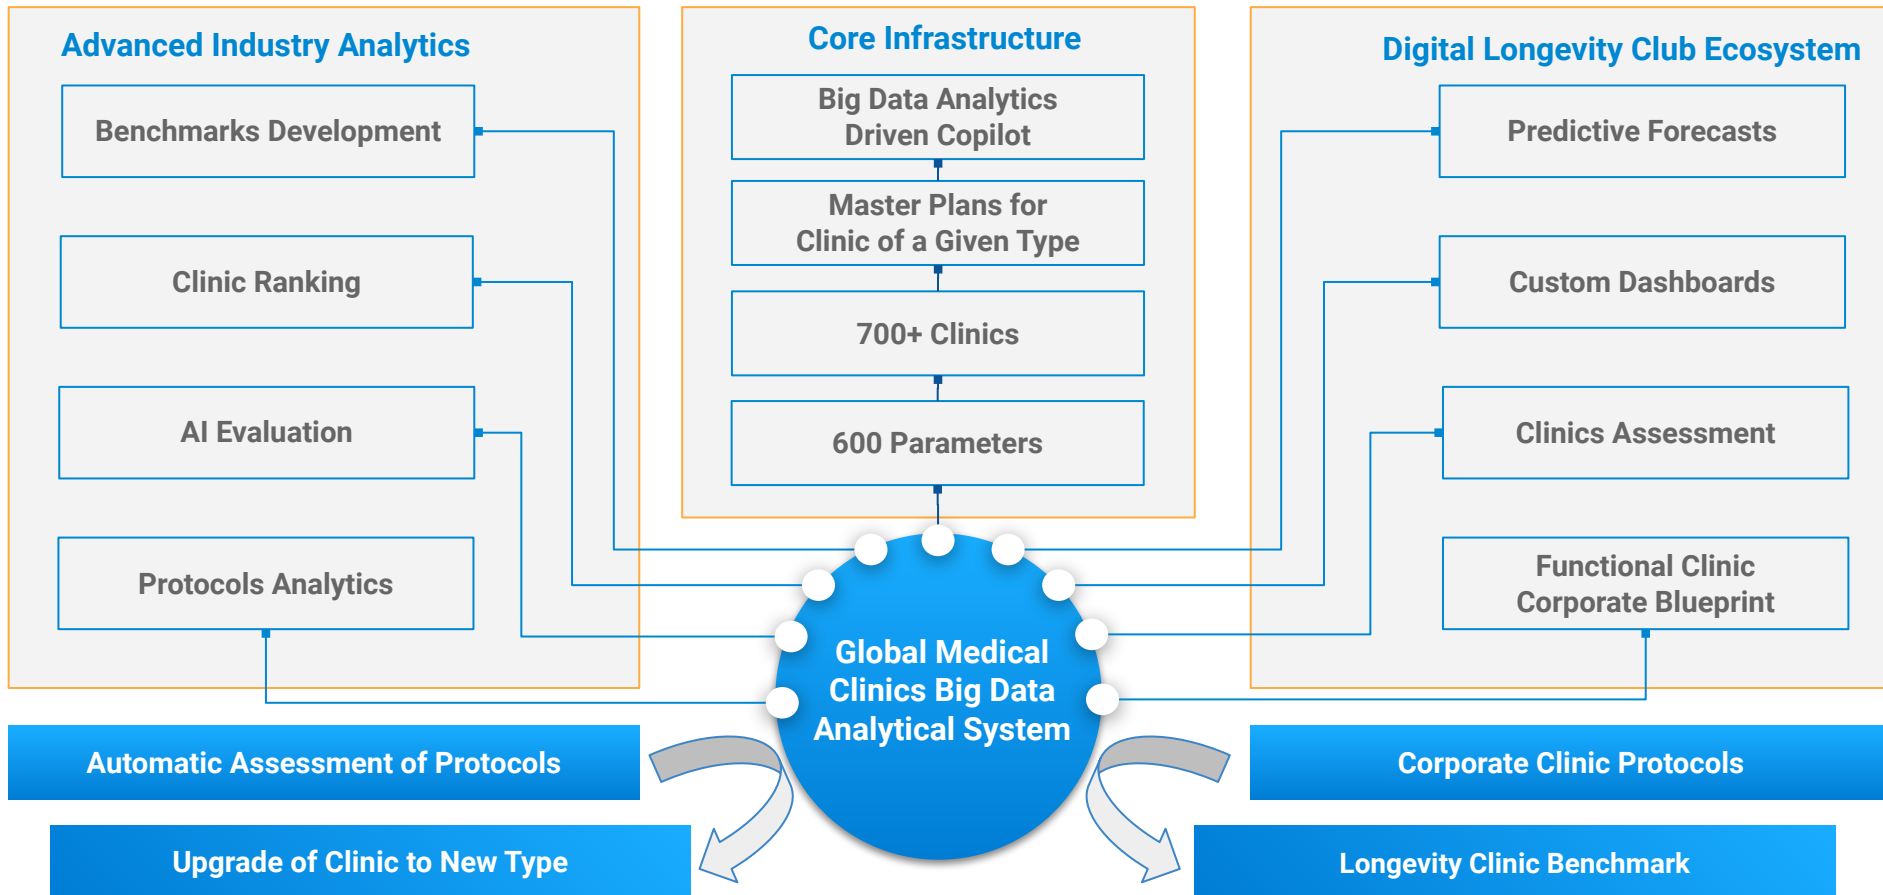 Advanced Industry Analytics
Benchmarks Development
Clinic Ranking
AI Evaluation
Protocols Analytics
Core Infrastructure
Big Data Analytics
Driven Copilot
Master Plans for
Clinic of a Given Type
700+ Clinics
600 Parameters
Digital Longevity Club Ecosystem
Predictive Forecasts
Custom Dashboards
Clinics Assessment
Functional Clinic
Corporate Blueprint
Global Medical
Clinics Big Data
Analytical System
Automatic Assessment of Protocols
Corporate Clinic Protocols
Upgrade of Clinic to New Type
Longevity Clinic Benchmark